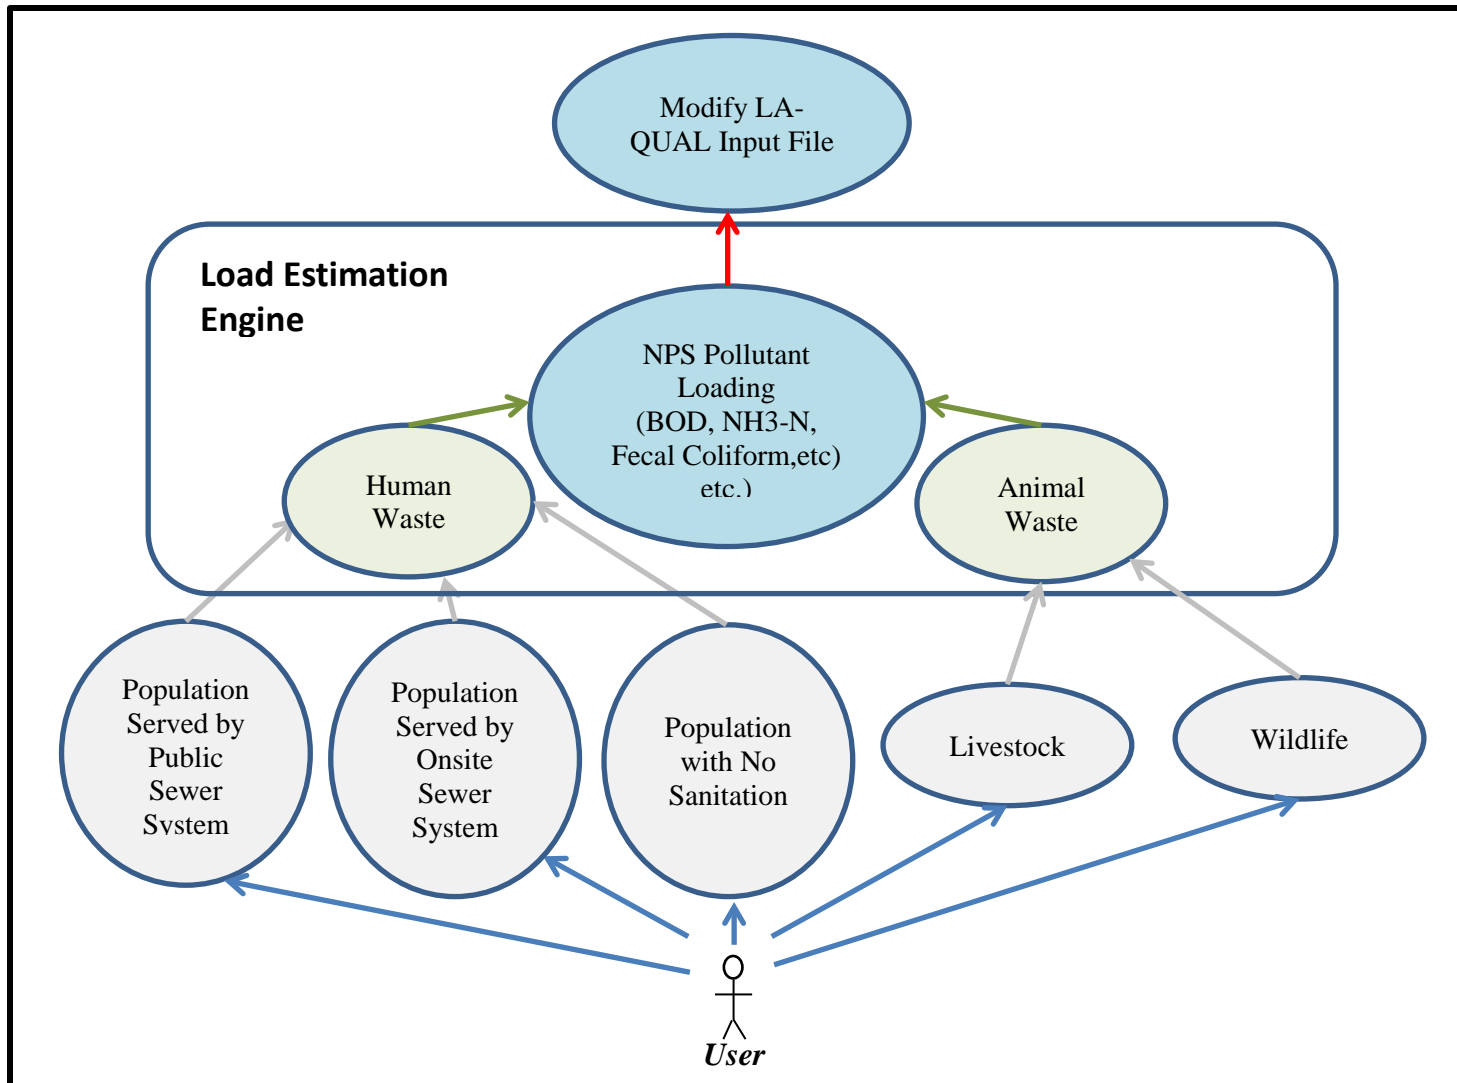 Modify LA-
QUAL Input File
Load Estimation
Engine
NPS Pollutant
Loading
(BOD, NH3-N,
Fecal Coliform,etc)
etc.)
Human
Waste
Animal
Waste
Population
Served by
Public
Sewer
System
Population
Served by
Onsite
Sewer
System
Population
with No
Sanitation
Livestock
Wildlife
User